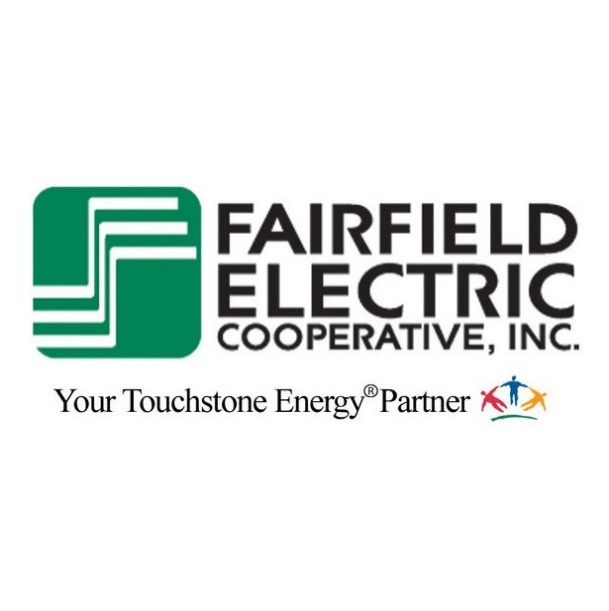 FAIRFIELD
ELECTRIC
COOPERATIVE, INC.
Your Touchstone Energy® Partner